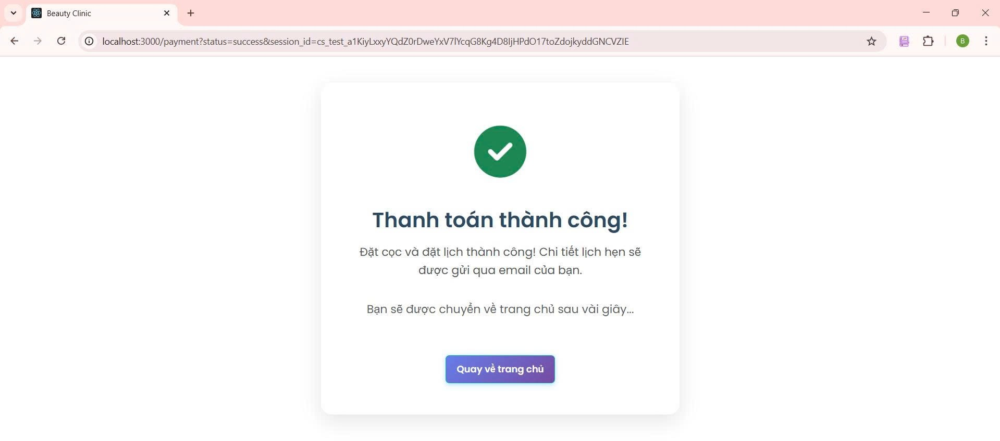 Beauty Clinic
localhost:3000/payment?status=success&session_id=cs_test_a1KiyLxxyYQdZ0rDweYxV7lYcqG8Kg4D8IjHPdO17toZdojkyddGNCVZIE
B
Thanh toán thành công!
Đặt cọc và đặt lịch thành công! Chi tiết lịch hẹn sẽ
được gửi qua email của bạn.
Bạn sẽ được chuyển về trang chủ sau vài giây...
Quay về trang chủ